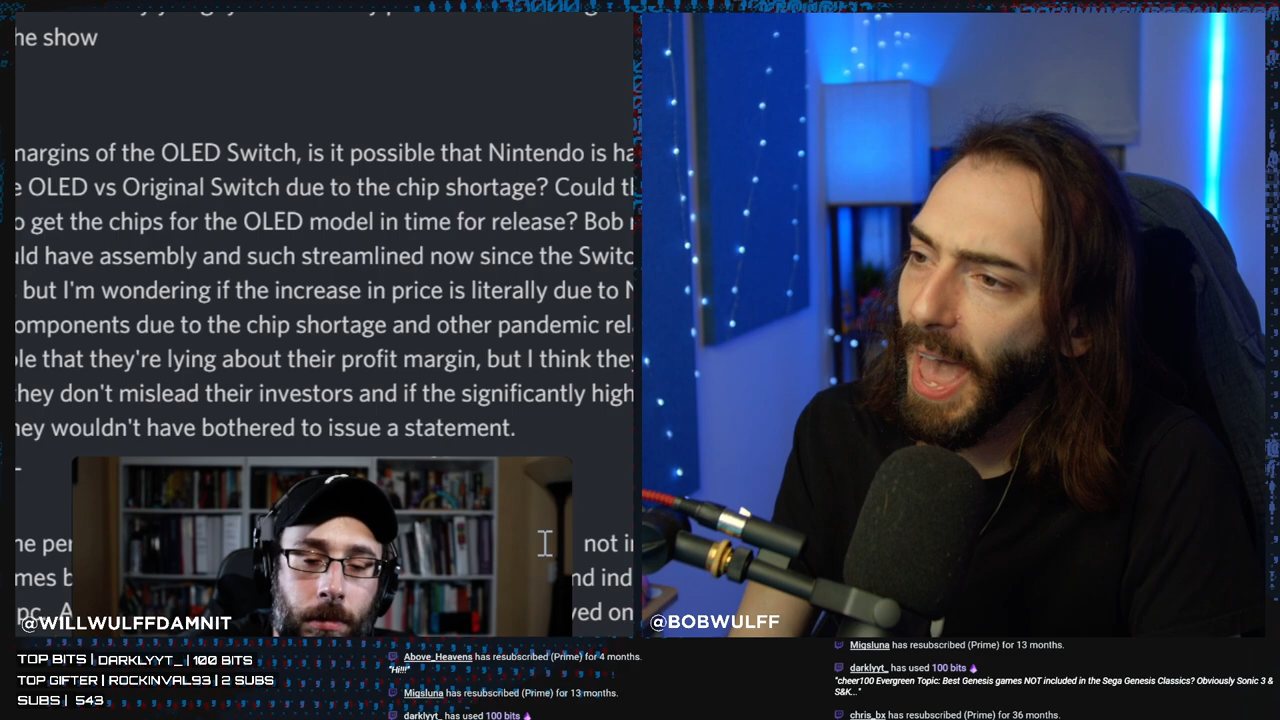 he show
margins of the OLED Switch, is it possible that Nintendo is ha
e OLED vs Original Switch due to the chip shortage? Could th
o get the chips for the OLED model in time for release? Bob
uld have assembly and such streamlined now since the Switc
but I'm wondering if the increase in price is literally due to N
omponents due to the chip shortage and other pandemic rel
ole that they're lying about their profit margin, but I think they
they don't mislead their investors and if the significantly high
hey wouldn't have bothered to issue a statement.
ne per
not in
mes b
nd ind
pc. A
ved on
@WILLWULFFDAMNIT
@BOBWULFF
TOP BITS | DARKLYYT_ | 100 BITS
TOP GIFTER | ROCKINVAL93 | 2 SUBS
SUBS | 543
Above_Heavens has resubscribed (Prime) for 4 months.
"Hi!!!"
Migsluna has resubscribed (Prime) for 13 months.
darklyyt_ has used 100 bits
Migsluna has resubscribed (Prime) for 13 months.
darklyyt_ has used 100 bits
"cheer100 Evergreen Topic: Best Genesis games NOT included in the Sega Genesis Classics? Obviously Sonic 3 &
S&K..."
chris_bx has resubscribed (Prime) for 36 months.